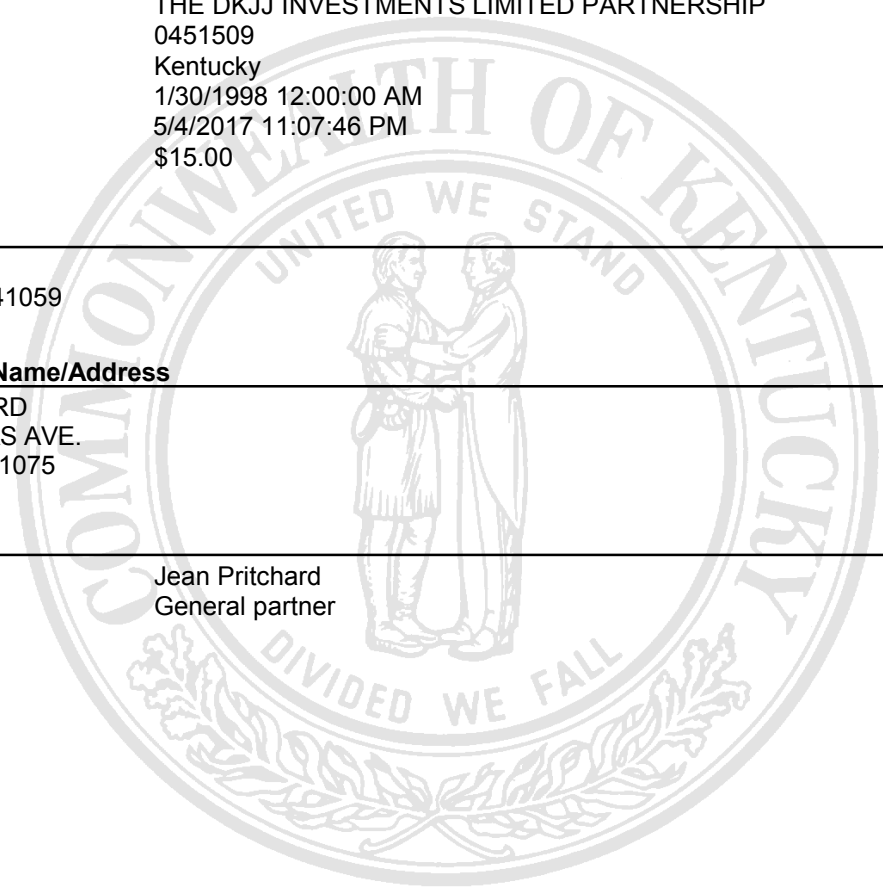 THE DKJJ INVESTMENTS LIMITED PARTNERSHIP
0451509
Kentucky
1/30/1998 12:00:00 AM
5/4/2017 11:07:46 PM
$15.00
COMMONWEALTH OF KENTUCKY
UNITED WE STAND
41059
Name/Address
RD
S AVE.
1075
Jean Pritchard
General partner
DIVIDED WE FALL